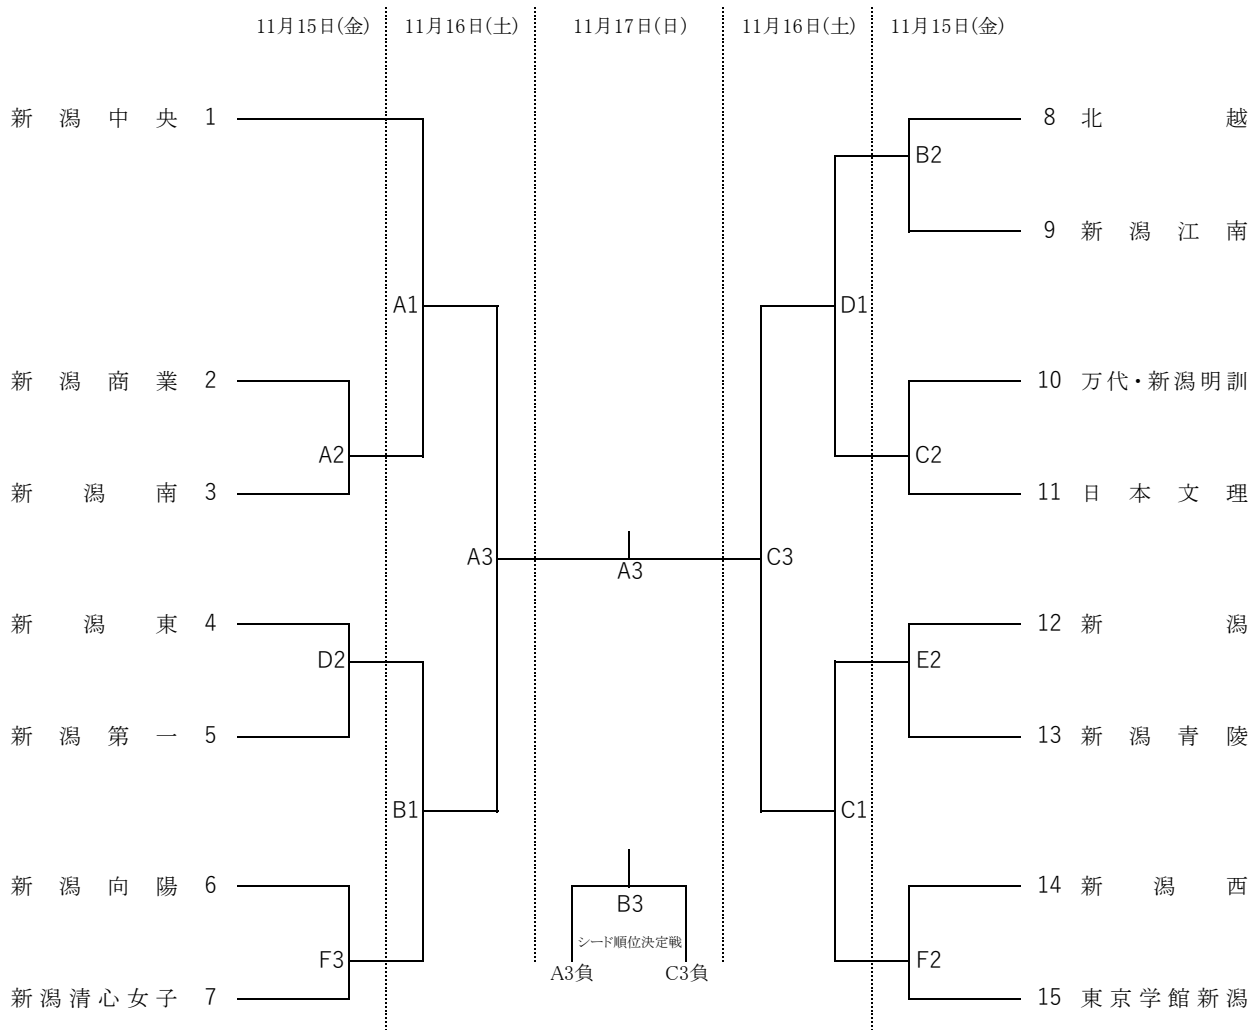 11月15日(金) 11月16日(土) 11月17日(日) 11月16日(土) 11月15日(金)
新潟中央 1
8 北越
B2
9 新潟江南
A1
D1
新潟商業 2
10 万代・新潟明訓
A2
C2
新潟南 3
11 日本文理
A3
A3
C3
新潟東 4
12 新潟
D2
E2
新潟第一 5
13 新潟青陵
B1
C1
新潟向陽 6
14 新潟西
B3
シード順位決定戦
F3
F2
A3負 C3負
新潟清心女子 7
15 東京学館新潟